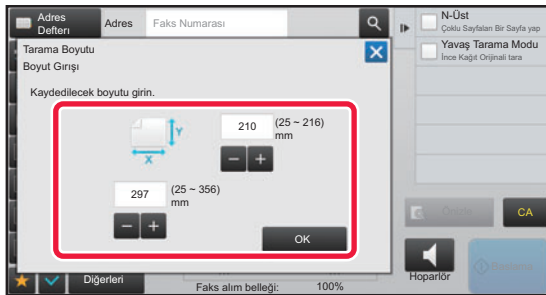 Adres Defteri
Adres
Faks Numarası
N-Üst
Çoklu Sayfaları Bir Sayfa yap
Yavaş Tarama Modu
İnce Kağıt Orijinali tara
Tarama Boyutu
Boyut Girişi
Kaydedilecek boyutu girin.
Y
X
210
(25 ~ 216)
mm
297
(25 ~ 356)
mm
OK
CA
Hoparlör
Diğerleri
Faks alım belleği:
100%